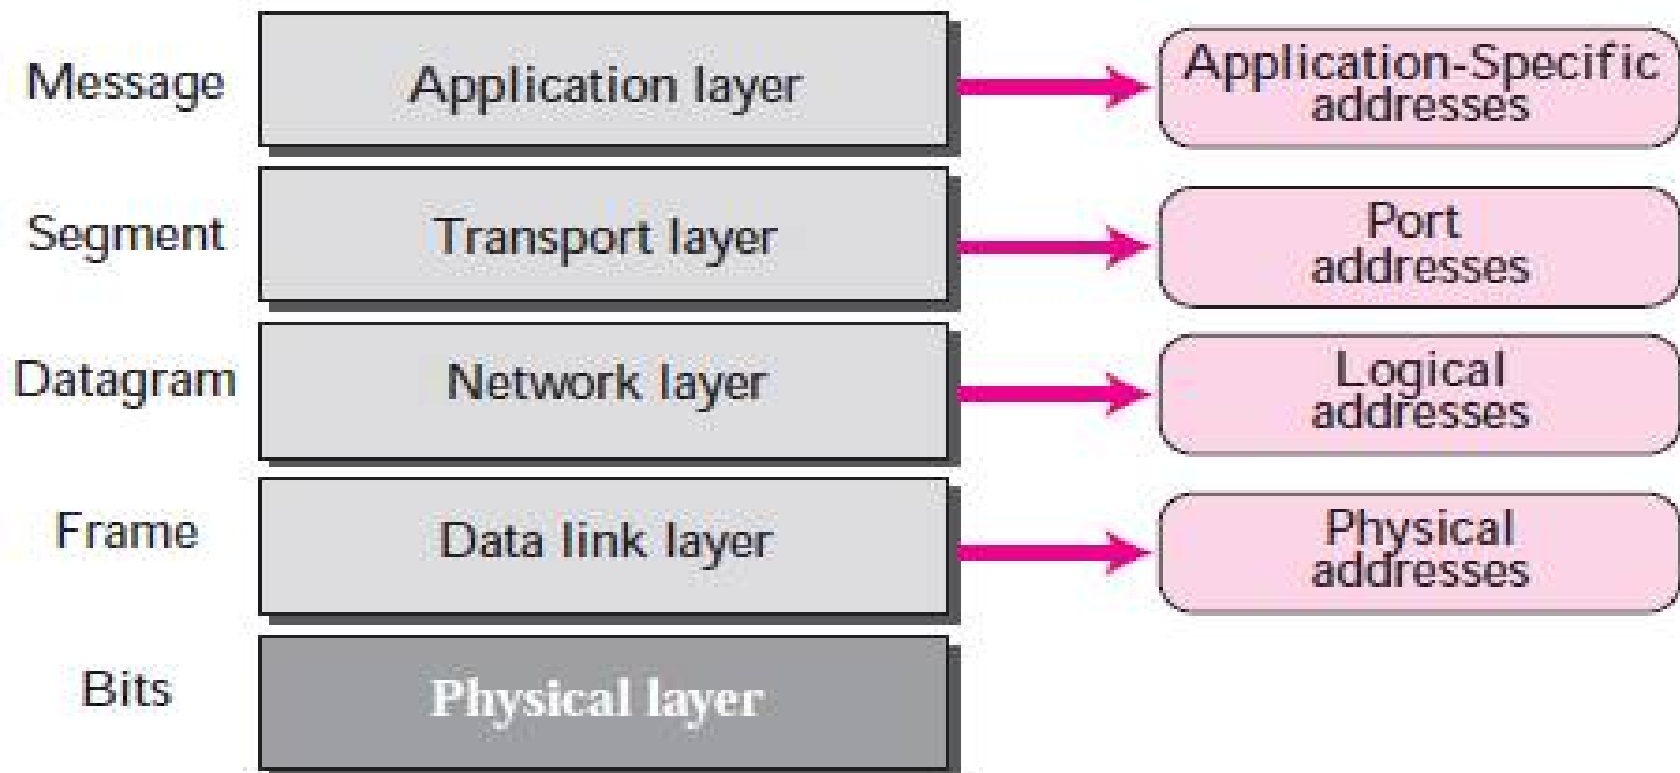 Message
Application layer
Application-Specific
addresses
Segment
Transport layer
Port
addresses
Datagram
Network layer
Logical
addresses
Frame
Data link layer
Physical
addresses
Bits
Physical layer